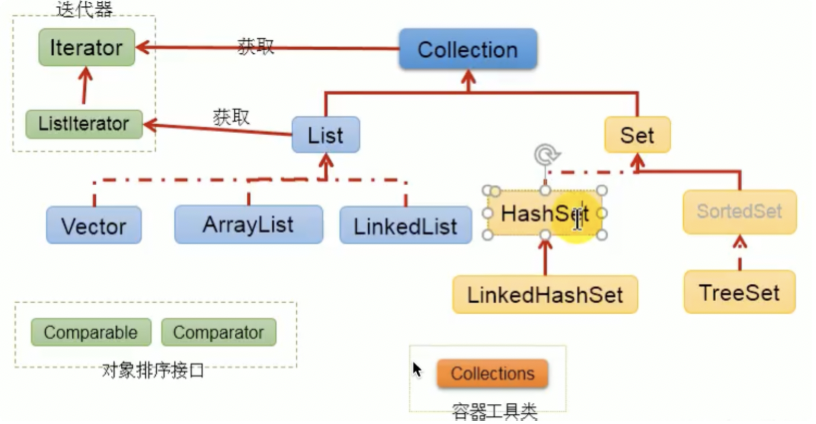 迭代器
Iterator
获取
Collection
ListIterator
获取
List
Set
Vector
ArrayList
LinkedList
HashSet
SortedSet
LinkedHashSet
TreeSet
Comparable
Comparator
对象排序接口
Collections
容器工具类